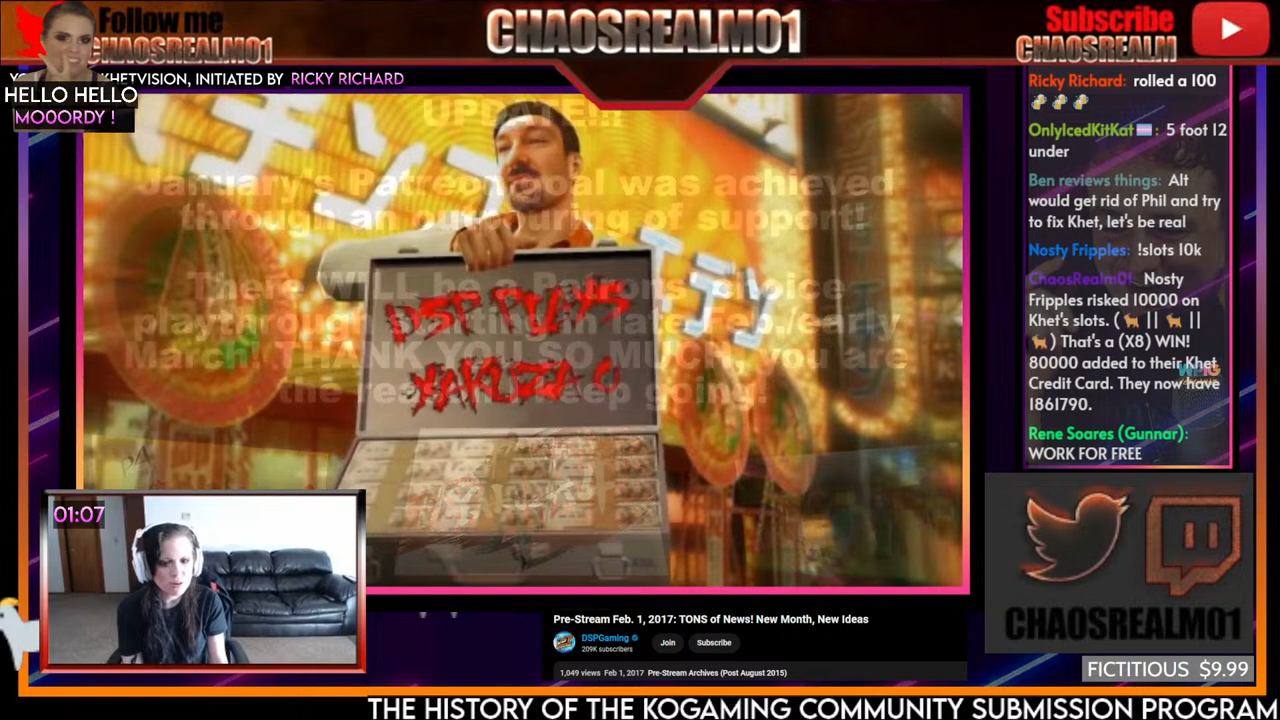 Follow me
CHAOSREALM01
CHAOSREALM01
Subscribe
CHAOSREALM
KHETVISION, INITIATED BY RICKY RICHARD
HELLO HELLO
MO0ORDY !
UPDATE!!!
January's Patreon goal was achieved
through an outpouring of support!
There WILL be a Patrons' choice
playthrough starting in late Feb./early
March! THANK YOU SO MUCH, you are
the reason I keep going!
パチンコ
DSP PLAYS
YAKUZA 0
01:07
Ricky Richard: rolled a 100
OnlyIcedKitKat: 5 foot 12
under
Ben reviews things: Alt
would get rid of Phil and try
to fix Khet, let's be real
Nosty Fripples: !slots 10k
ChaosRealm01: Nosty
Fripples risked 10000 on
Khet's slots. ( || ||
) That's a (X8) WIN!
80000 added to their Khet
Credit Card. They now have
1861790.
Rene Soares (Gunnar):
WORK FOR FREE
CHAOSREALM01
FICTITIOUS $9.99
Pre-Stream Feb. 1, 2017: TONS of News! New Month, New Ideas
DSPGaming
209K subscribers
Join
Subscribe
1,049 views Feb 1, 2017 Pre-Stream Archives (Post August 2015)
THE HISTORY OF THE KOGAMING COMMUNITY SUBMISSION PROGRAM